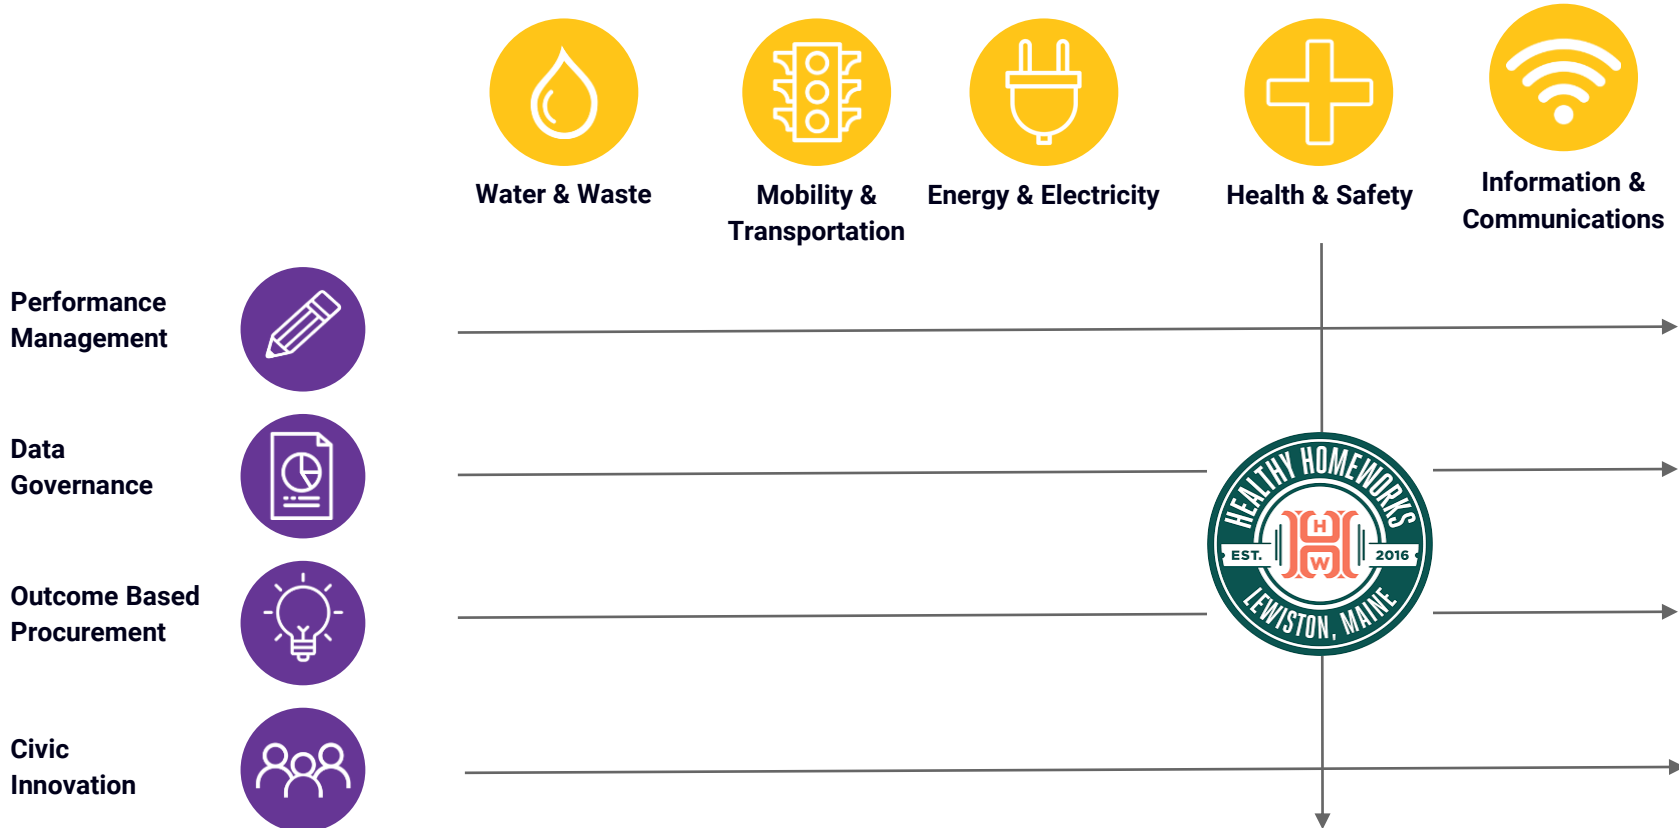 Water & Waste
Mobility &
Transportation
Energy & Electricity
Health & Safety
Information &
Communications
Performance
Management
Data
Governance
HEALTHY HOMEWORKS
H
EST.
2016
W
LEWISTON, MAINE
Outcome Based
Procurement
Civic
Innovation